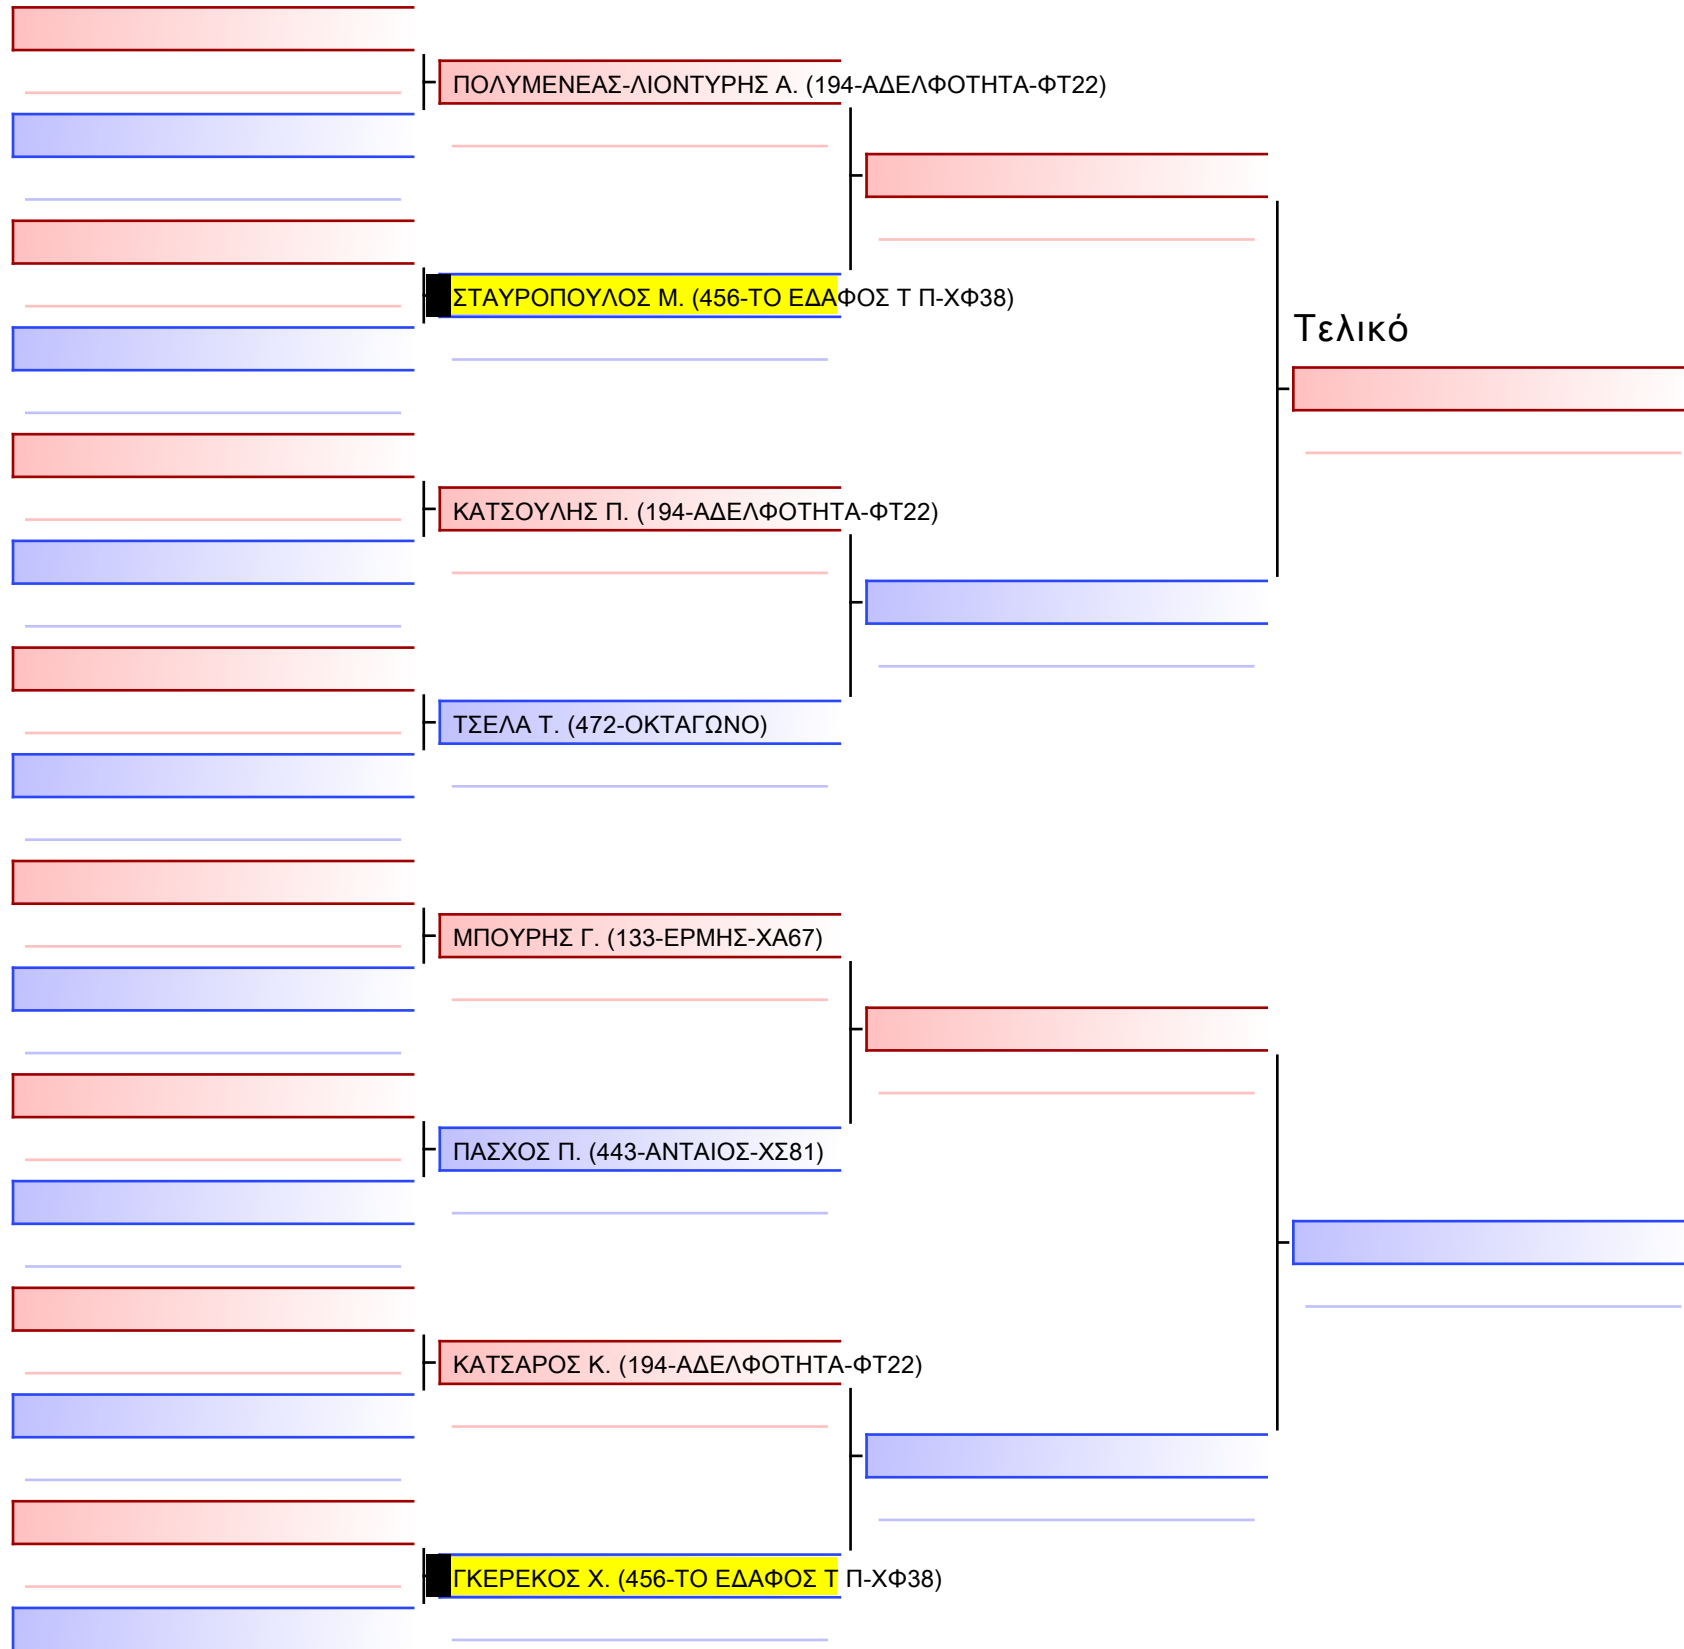 ΠΟΛΥΜΕΝΕΑΣ-ΛΙΟΝΤΥΡΗΣ Α. (194-ΑΔΕΛΦΟΤΗΤΑ-ΦΤ22)
ΣΤΑΥΡΟΠΟΥΛΟΣ Μ. (456-ΤΟ ΕΔΑΦΟΣ Τ Π-ΧΦ38)
Τελικό
ΚΑΤΣΟΥΛΗΣ Π. (194-ΑΔΕΛΦΟΤΗΤΑ-ΦΤ22)
ΤΣΕΛΑ Τ. (472-ΟΚΤΑΓΩΝΟ)
ΜΠΟΥΡΗΣ Γ. (133-ΕΡΜΗΣ-ΧΑ67)
ΠΑΣΧΟΣ Π. (443-ΑΝΤΑΙΟΣ-ΧΣ81)
ΚΑΤΣΑΡΟΣ Κ. (194-ΑΔΕΛΦΟΤΗΤΑ-ΦΤ22)
ΓΚΕΡΕΚΟΣ Χ. (456-ΤΟ ΕΔΑΦΟΣ Τ Π-ΧΦ38)